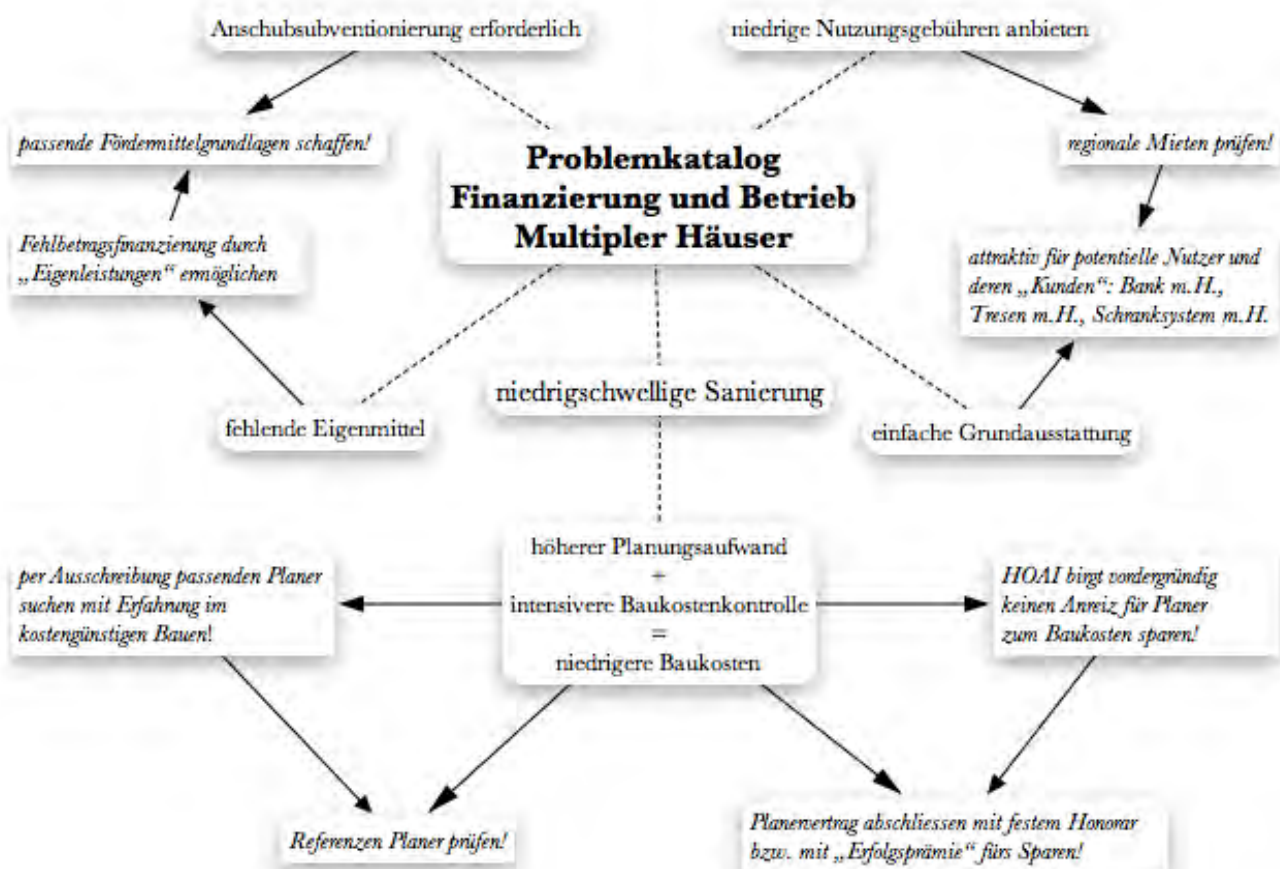 Anschubsubventionierung erforderlich
niedrige Nutzungsgebühren anbieten
passende Fördermittelgrundlagen schaffen!
Problemkatalog
Finanzierung und Betrieb
Multipler Häuser
regionale Mieten prüfen!
Fehlbetragsfinanzierung durch
„Eigenleistungen“ ermöglichen
attraktiv für potentielle Nutzer und
deren „Kunden“: Bank m.H.,
Tresen m.H., Schranksystem m.H.
niedrigschwellige Sanierung
fehlende Eigenmittel
einfache Grundausstattung
höherer Planungsaufwand
+
intensivere Baukostenkontrolle
=
niedrigere Baukosten
per Ausschreibung passenden Planer
suchen mit Erfahrung im
kostengünstigen Bauen!
HOAI birgt vordergründig
keinen Anreiz für Planer
zum Baukosten sparen!
Referenzen Planer prüfen!
Planervertrag abschliessen mit festem Honorar
bzw. mit „Erfolgsprämie“ fürs Sparen!